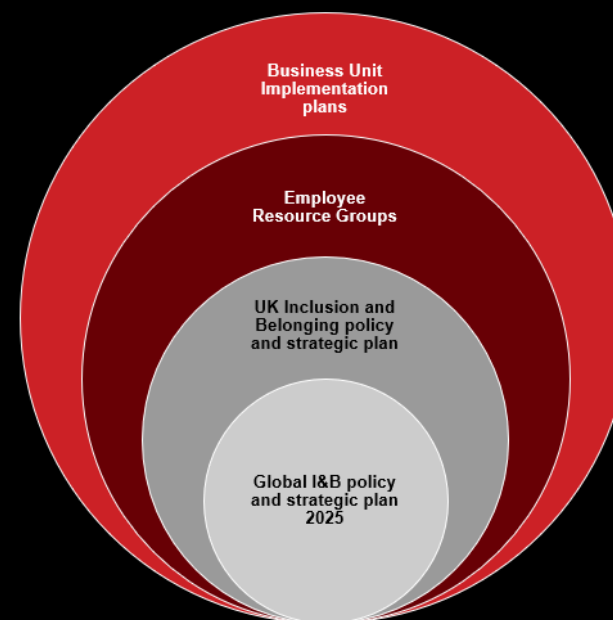 Business Unit
Implementation
plans
Employee
Resource Groups
UK Inclusion and
Belonging policy
and strategic plan
Global I&B policy
and strategic plan
2025